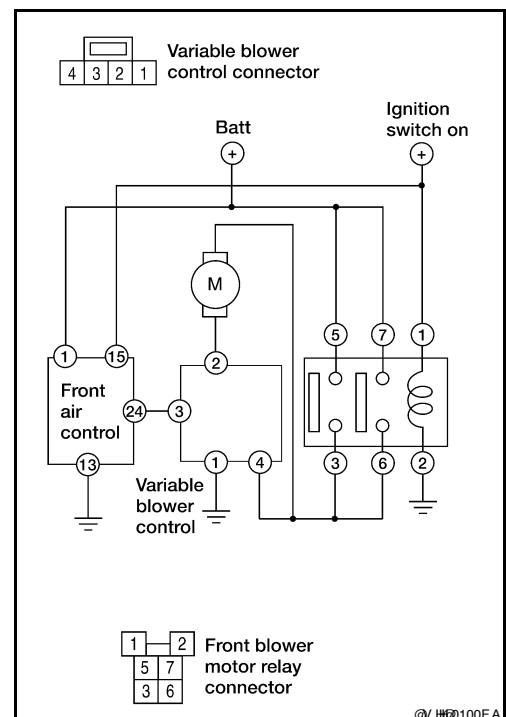 Variable blower
control connector
4 3 2 1
Ignition
switch on
Batt
+ +
M
5 7 1
1 15
2
Front
air
control
24 3
13
1 4
3 6 2
Variable
blower
control
1 2
5 7
3 6
Front blower
motor relay
connector